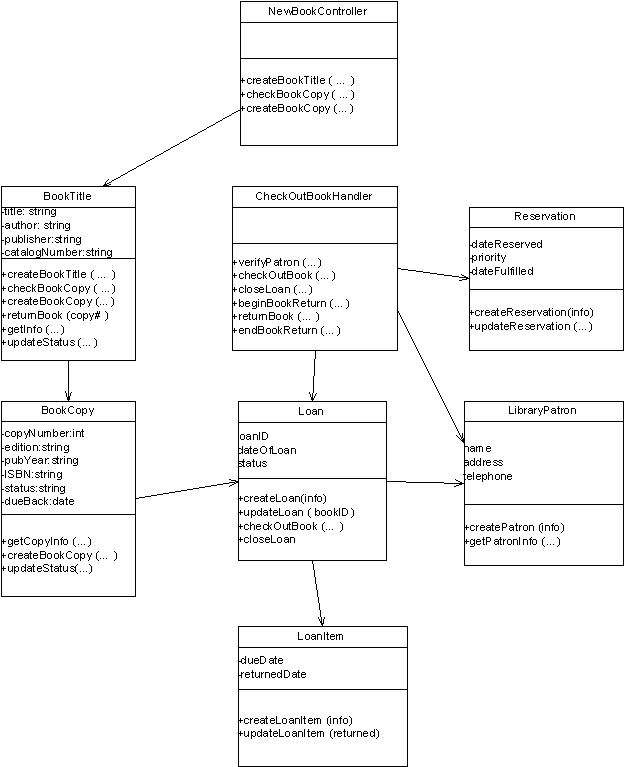 NewBookController
+createBookTitle ( ... )
+checkBookCopy ( ... )
+createBookCopy (...)
BookTitle
-title: string
-author: string
-publisher:string
-catalogNumber:string
+createBookTitle ( ... )
+checkBookCopy ( ... )
+createBookCopy (...)
+returnBook (copy# )
+getInfo (...)
+updateStatus (...)
CheckOutBookHandler
+verifyPatron ( ... )
+checkOutBook (... )
+closeLoan (... )
+beginBookReturn (... )
+returnBook (... )
+endBookReturn (... )
Reservation
-dateReserved
-priority
-dateFulfilled
+createReservation(info)
+updateReservation (...)
BookCopy
-copyNumber:int
-edition:string
-pubYear:string
-ISBN:string
-status:string
-dueBack:date
+getCopyInfo (...)
+createBookCopy (... )
+updateStatus(...)
Loan
loanID
dateOfLoan
status
+createLoan(info)
+updateLoan ( bookID )
+checkOutBook (... )
+closeLoan
LibraryPatron
name
address
telephone
+createPatron (info)
+getPatronInfo (...)
LoanItem
-dueDate
-returnedDate
+createLoanItem (info)
+updateLoanItem (returned)